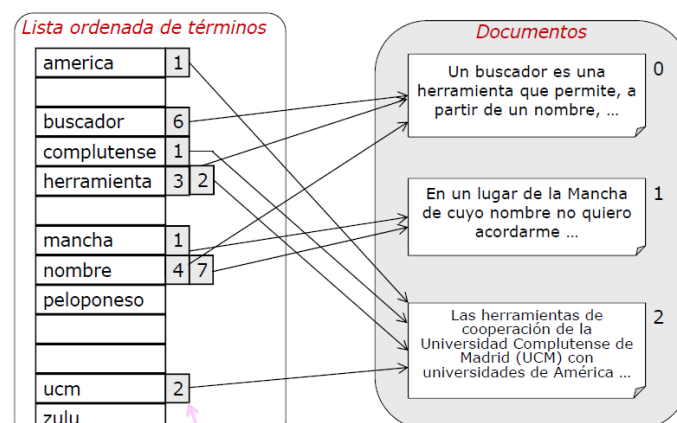 Lista ordenada de términos
america 1
buscador 6
complutense 1
herramienta 3 2
mancha 1
nombre 4 7
peloponeso
ucm 2
zulu
Documentos
Un buscador es una
herramienta que permite, a
partir de un nombre, ...
0
En un lugar de la Mancha
de cuyo nombre no quiero
acordarme ...
1
Las herramientas de
cooperación de la
Universidad Complutense de
Madrid (UCM) con
universidades de América ...
2